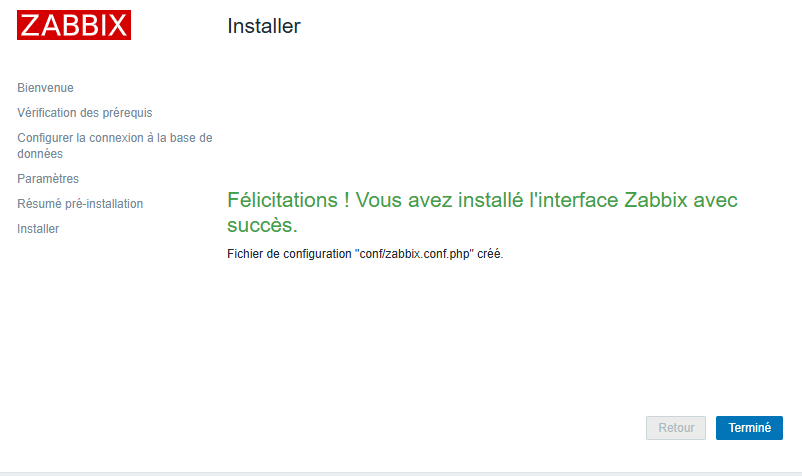 ZABBIX
Installer
Bienvenue
Vérification des prérequis
Configurer la connexion à la base de
données
Paramètres
Résumé pré-installation
Installer
Félicitations ! Vous avez installé l'interface Zabbix avec
succès.
Fichier de configuration "conf/zabbix.conf.php" créé.
Retour
Terminé